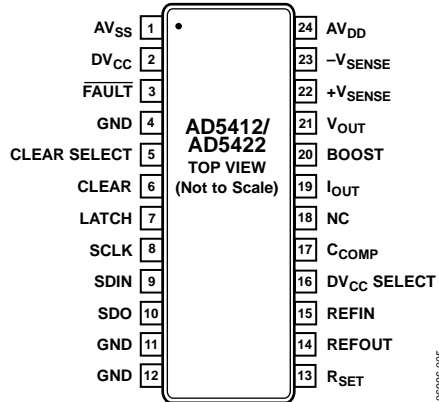 AVSS 1
DVCC 2
FAULT 3
GND 4
CLEAR SELECT 5
CLEAR 6
LATCH 7
SCLK 8
SDIN 9
SDO 10
GND 11
GND 12
AD5412/
AD5422
TOP VIEW
(Not to Scale)
24 AVDD
23 –VSENSE
22 +VSENSE
21 VOUT
20 BOOST
19 IOUT
18 NC
17 CCOMP
16 DVCC SELECT
15 REFIN
14 REFOUT
13 RSET